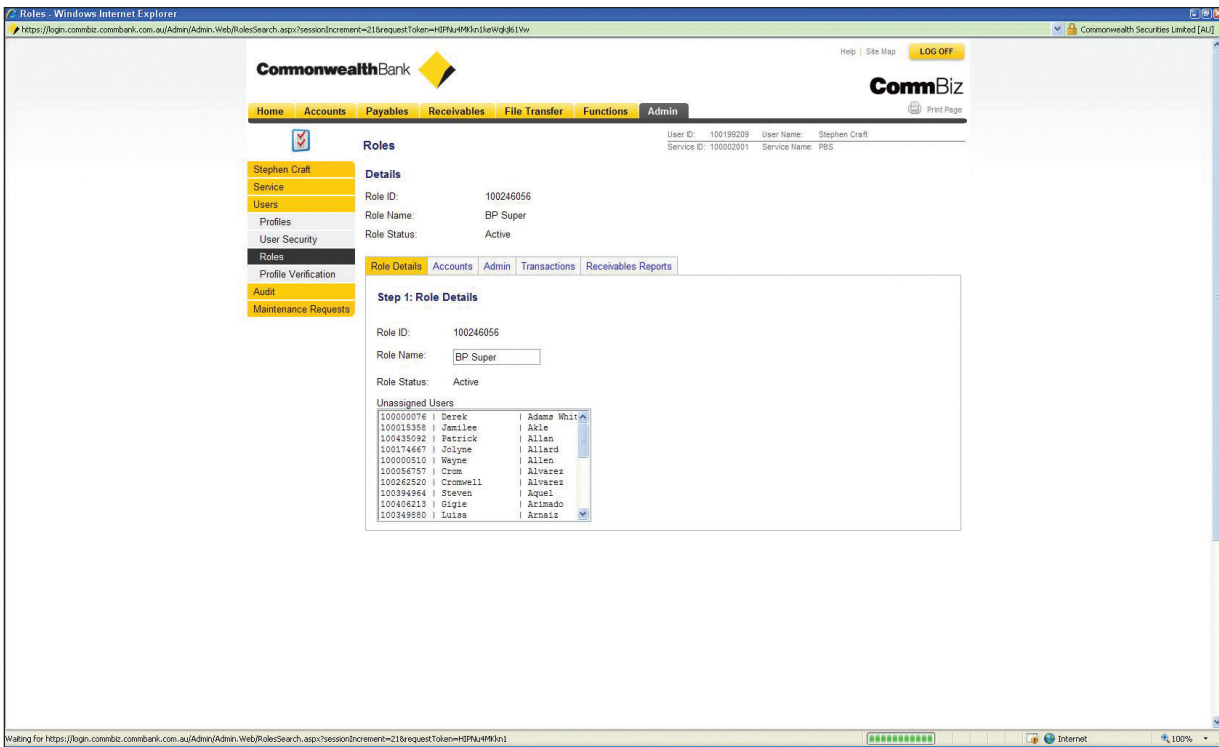 Roles - Windows Internet Explorer
https://login.commbiz.commbank.com.au/Admin/Admin.Web/RolesSearch.aspx?sessionIncrement=21&requestToken= Commonwealth Securities Limited [AU]
Help | Site Map LOG OFF
CommonwealthBank
CommBiz
Home Accounts Payables Receivables File Transfer Functions Admin Print Page
User ID: 100199209 User Name: Stephen Craft
Service ID: 100002001 Service Name: PBS
Roles
Stephen Craft
Service
Users
Profiles
User Security
Roles
Profile Verification
Audit
Maintenance Requests
Details
Role ID: 100246056
Role Name: BP Super
Role Status: Active
Role Details Accounts Admin Transactions Receivables Reports
Step 1: Role Details
Role ID: 100246056
Role Name: BP Super
Role Status: Active
Unassigned Users
100000076 | Derek | Adams Whit
100015358 | Jamilee | Akle
100435092 | Patrick | Allan
100174667 | Jolyne | Allard
100000510 | Wayne | Allen
100056757 | Crom | Alvarez
100262520 | Cromwell | Alvarez
100394964 | Steven | Aquel
100406213 | Gigie | Arimado
100349880 | Luisa | Arnaiz
Waiting for https://login.commbiz.commbank.com.au/Admin/Admin.Web/RolesSearch.aspx?sessionIncrement=21&requestToken= Internet 100%